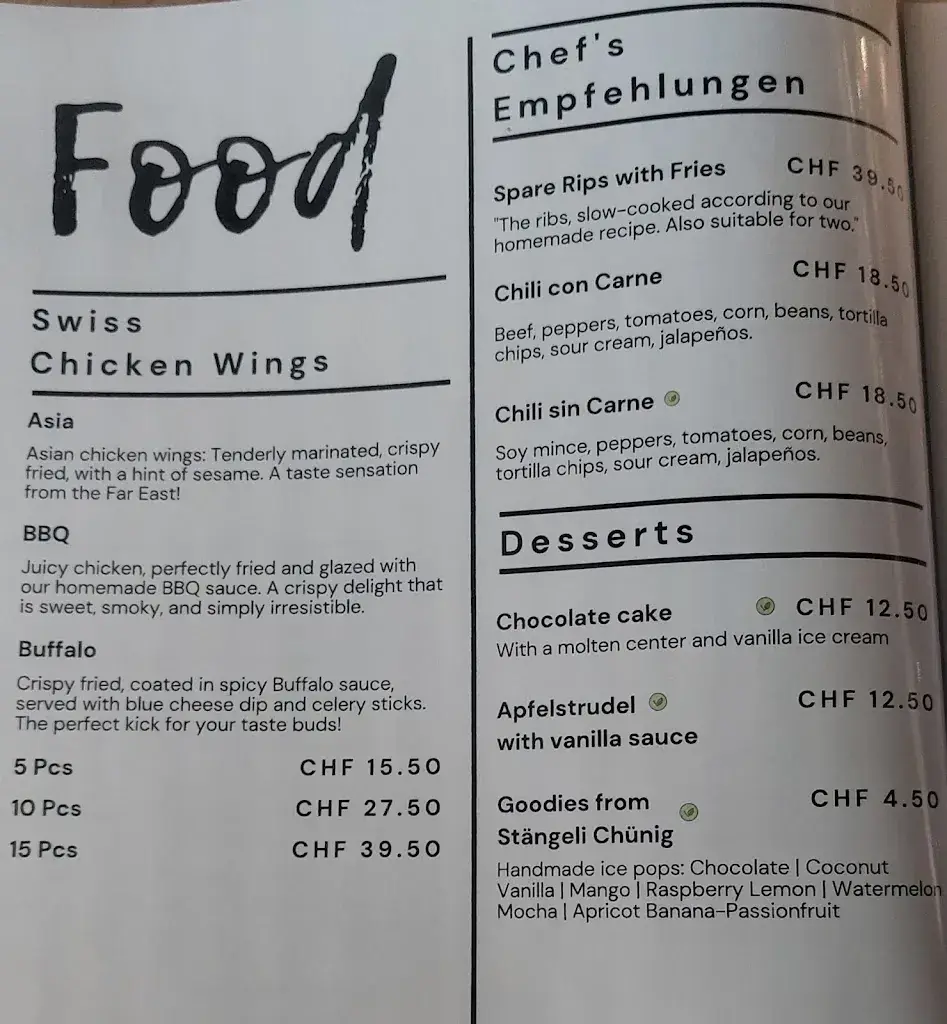 Food
Swiss
Chicken Wings
Asia
Asian chicken wings: Tenderly marinated, crispy
fried, with a hint of sesame. A taste sensation
from the Far East!
BBQ
Juicy chicken, perfectly fried and glazed with
our homemade BBQ sauce. A crispy delight that
is sweet, smoky, and simply irresistible.
Buffalo
Crispy fried, coated in spicy Buffalo sauce,
served with blue cheese dip and celery sticks.
The perfect kick for your taste buds!
5 Pcs CHF 15.50
10 Pcs CHF 27.50
15 Pcs CHF 39.50
Chef's
Empfehlungen
Spare Rips with Fries CHF 39.50
"The ribs, slow-cooked according to our
homemade recipe. Also suitable for two."
Chili con Carne CHF 18.50
Beef, peppers, tomatoes, corn, beans, tortilla
chips, sour cream, jalapeños.
Chili sin Carne CHF 18.50
Soy mince, peppers, tomatoes, corn, beans,
tortilla chips, sour cream, jalapeños.
Desserts
Chocolate cake CHF 12.50
With a molten center and vanilla ice cream
Apfelstrudel CHF 12.50
with vanilla sauce
Goodies from CHF 4.50
Stängeli Chünig
Handmade ice pops: Chocolate | Coconut
Vanilla | Mango | Raspberry Lemon | Watermelon
Mocha | Apricot Banana-Passionfruit